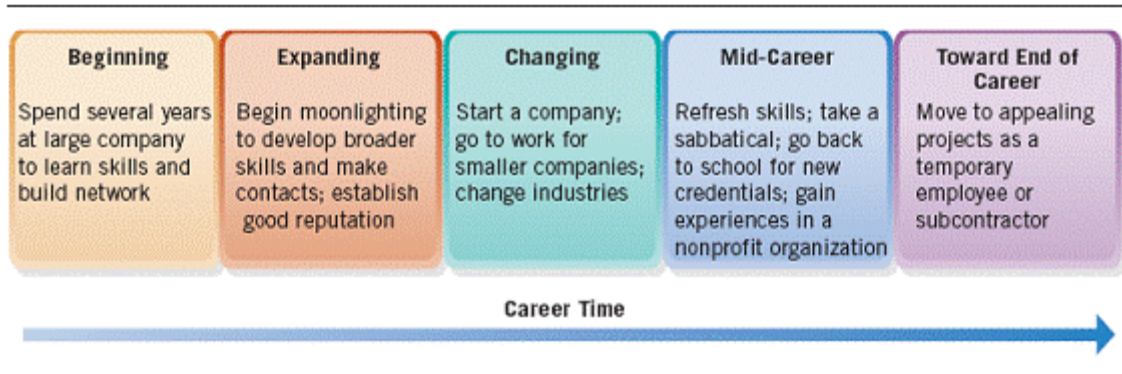 Beginning
Spend several years
at large company
to learn skills and
build network
Expanding
Begin moonlighting
to develop broader
skills and make
contacts; establish
good reputation
Changing
Start a company;
go to work for
smaller companies;
change industries
Mid-Career
Refresh skills; take a
sabbatical; go back
to school for new
credentials; gain
experiences in a
nonprofit organization
Toward End of
Career
Move to appealing
projects as a
temporary
employee or
subcontractor
Career Time